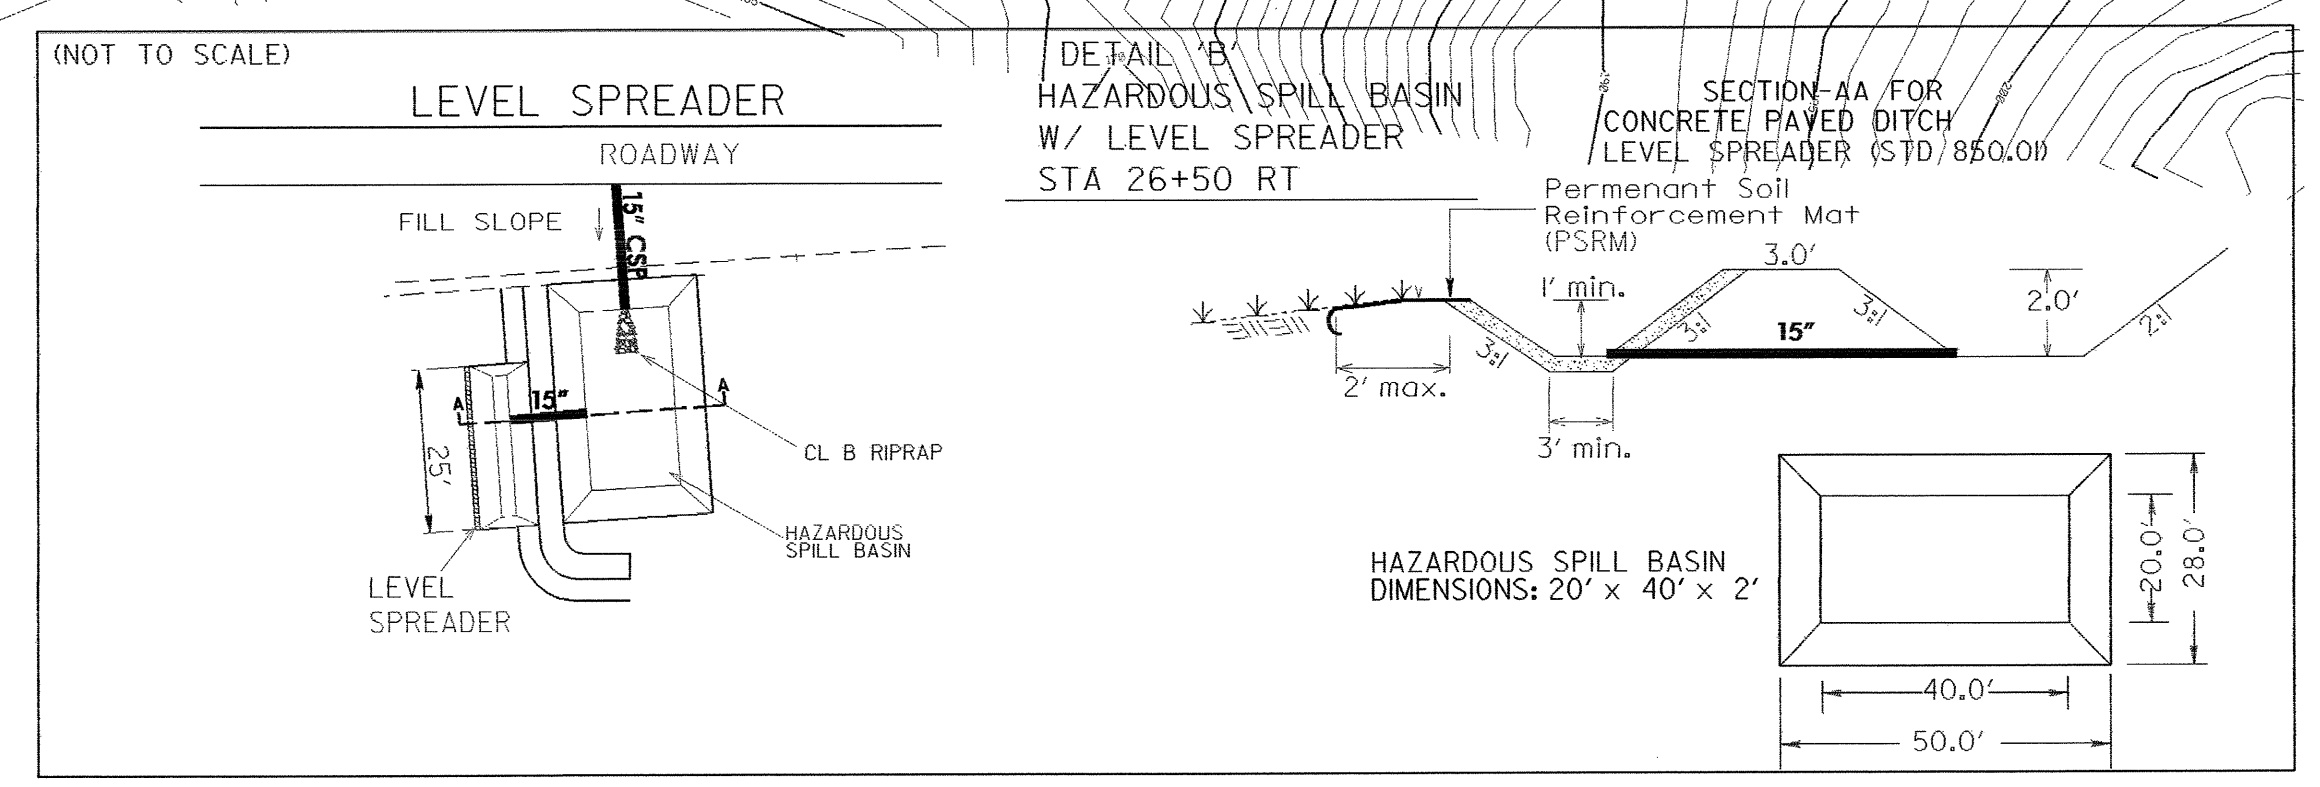 (NOT TO SCALE)
LEVEL SPREADER
ROADWAY
FILL SLOPE
15" CSP
A
15"
A
25'
CL B RIPRAP
HAZARDOUS
SPILL BASIN
LEVEL
SPREADER
DETAIL 'B'
HAZARDOUS SPILL BASIN
W/ LEVEL SPREADER
STA 26+50 RT
SECTION-AA FOR
CONCRETE PAVED DITCH
LEVEL SPREADER (STD 850.01)
Permenant Soil
Reinforcement Mat
(PSRM)
3.0'
1' min.
2.0'
3:1
3:1
3:1
2:1
15"
2' max.
3' min.
HAZARDOUS SPILL BASIN
DIMENSIONS: 20' x 40' x 2'
20.0'
28.0'
40.0'
50.0'
200